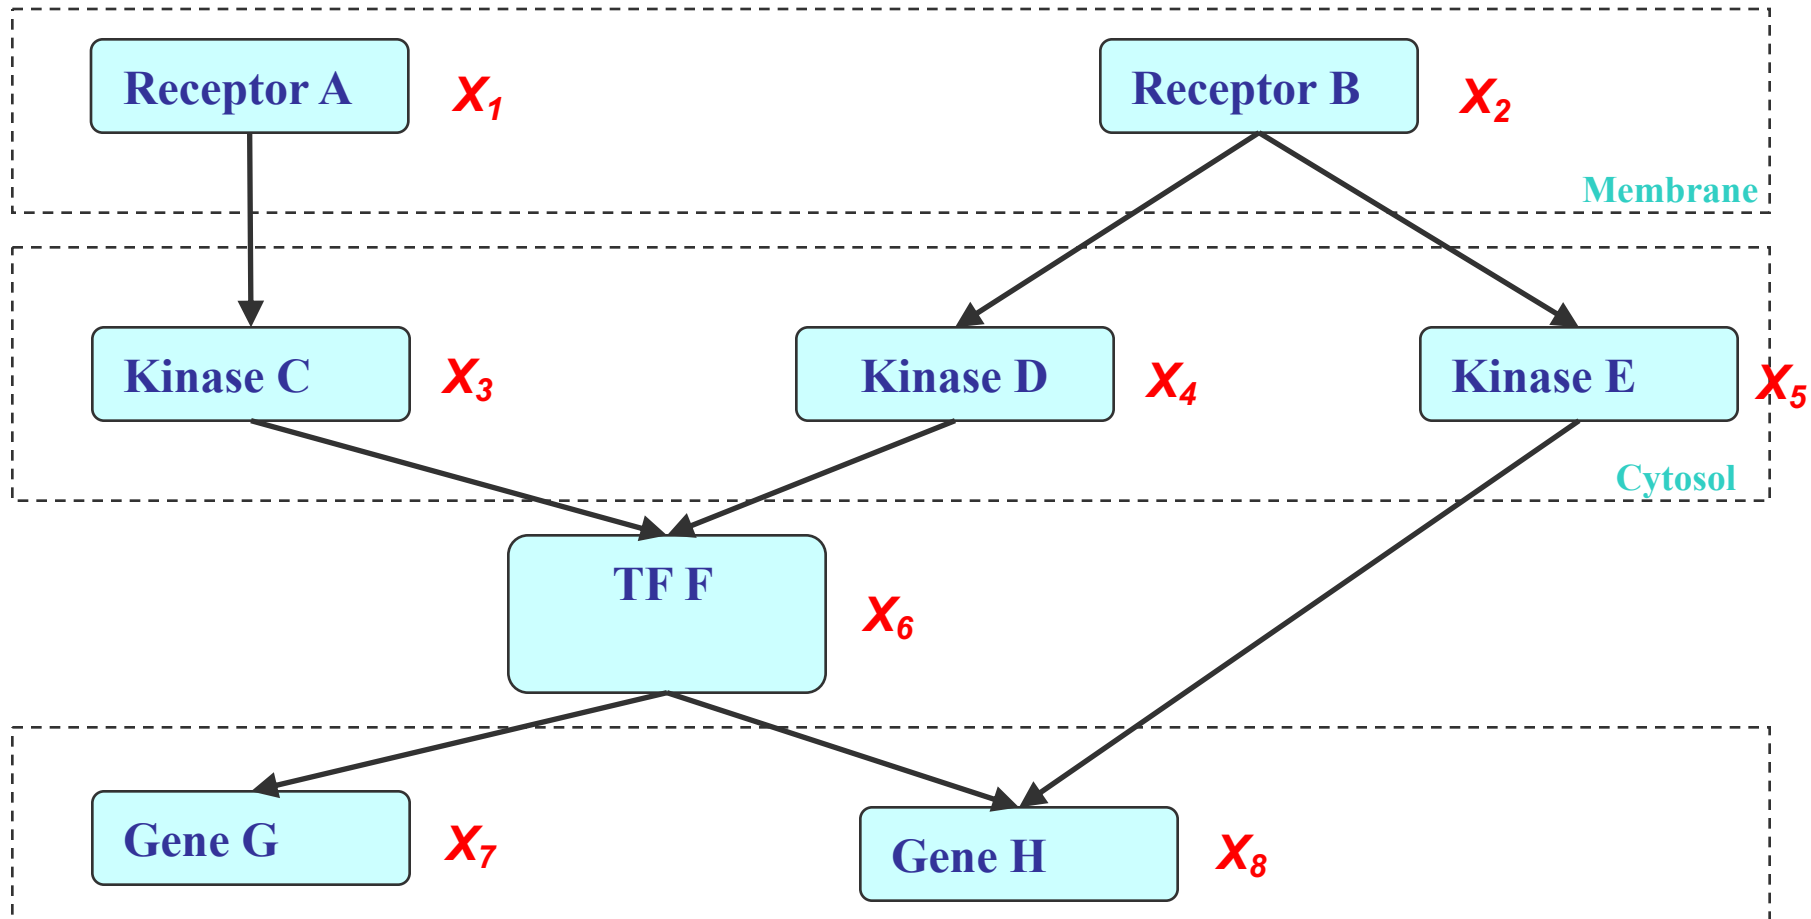 Receptor A
X1
Receptor B
X2
Membrane
Kinase C
X3
Kinase D
X4
Kinase E
X5
Cytosol
TF F
X6
Gene G
X7
Gene H
X8